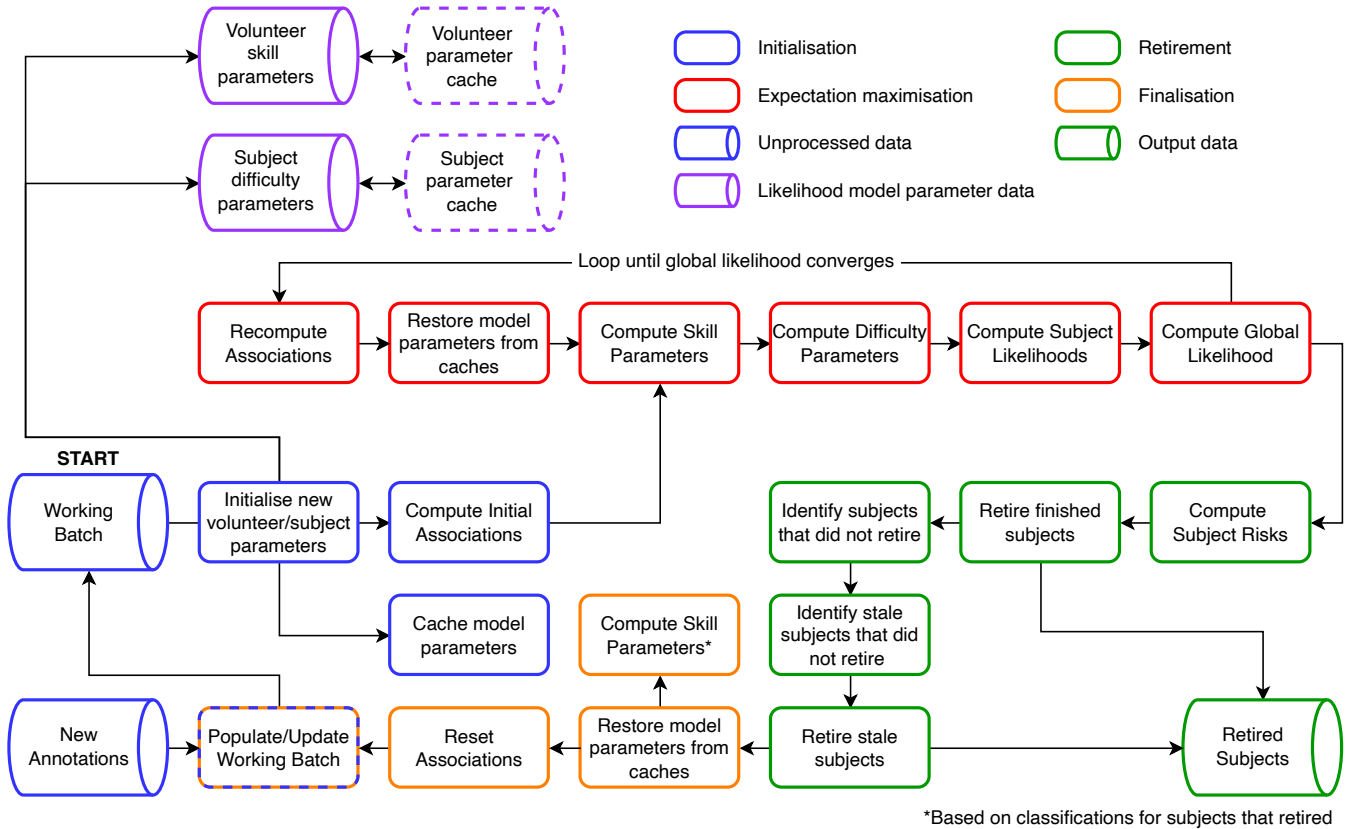 Volunteer
skill
parameters
Volunteer
parameter
cache
Initialisation
Retirement
Expectation maximisation
Finalisation
Subject
difficulty
parameters
Subject
parameter
cache
Unprocessed data
Output data
Likelihood model parameter data
Loop until global likelihood converges
Recompute
Associations
Restore model
parameters from
caches
Compute Skill
Parameters
Compute Difficulty
Parameters
Compute Subject
Likelihoods
Compute Global
Likelihood
START
Working
Batch
Initialise new
volunteer/subject
parameters
Compute Initial
Associations
Identify subjects
that did not retire
Retire finished
subjects
Compute
Subject Risks
Cache model
parameters
Compute Skill
Parameters*
Identify stale
subjects that did
not retire
New
Annotations
Populate/Update
Working Batch
Reset
Associations
Restore model
parameters from
caches
Retire stale
subjects
Retired
Subjects
*Based on classifications for subjects that retired